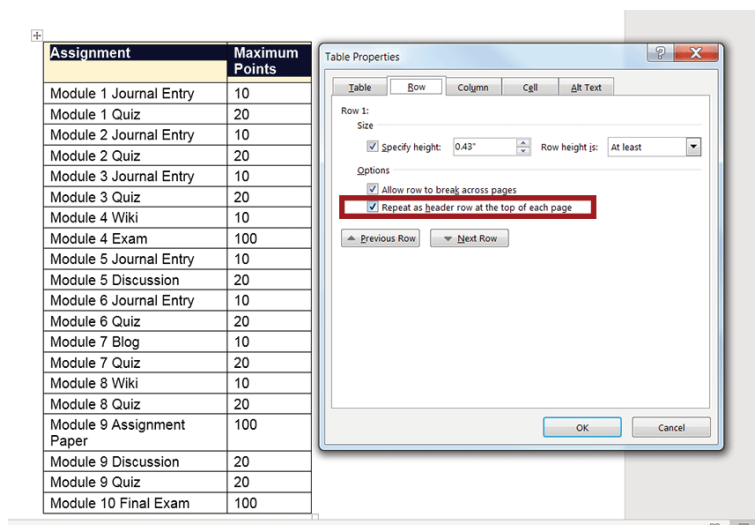 Assignment Maximum
Points
Module 1 Journal Entry 10
Module 1 Quiz 20
Module 2 Journal Entry 10
Module 2 Quiz 20
Module 3 Journal Entry 10
Module 3 Quiz 20
Module 4 Wiki 10
Module 4 Exam 100
Module 5 Journal Entry 10
Module 5 Discussion 20
Module 6 Journal Entry 10
Module 6 Quiz 20
Module 7 Blog 10
Module 7 Quiz 20
Module 8 Wiki 10
Module 8 Quiz 20
Module 9 Assignment 100
Paper
Module 9 Discussion 20
Module 9 Quiz 20
Module 10 Final Exam 100
Table Properties ? X
Table Row Column Cell Alt Text
Row 1:
Size
Specify height: 0.43" Row height is: At least
Options
Allow row to break across pages
Repeat as header row at the top of each page
Previous Row Next Row
OK Cancel